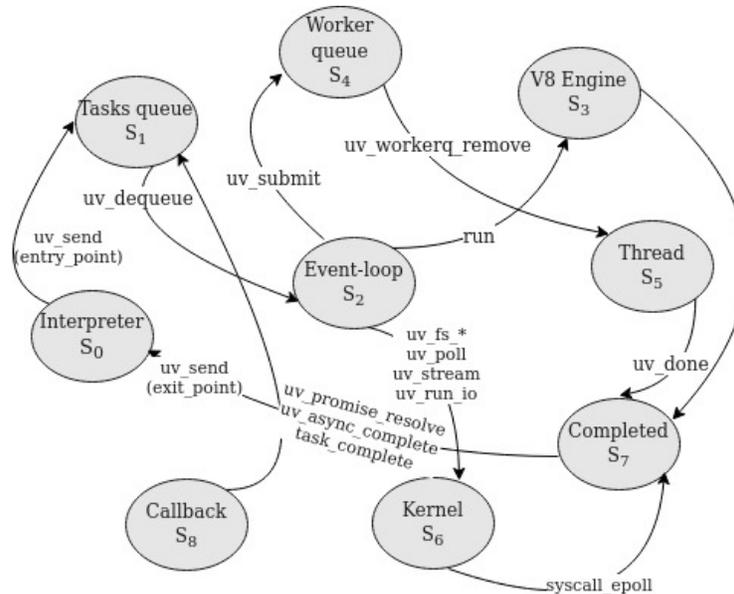 Worker
queue
S4
V8 Engine
S3
Tasks queue
S1
uv_workerq_remove
uv_submit
uv_dequeue
run
uv_send
(entry_point)
Event-loop
S2
Thread
S5
Interpreter
S0
uv_fs_*
uv_poll
uv_stream
uv_run_io
uv_send
(exit_point)
uv_done
uv_promise_resolve
uv_async_complete
task_complete
Completed
S7
Callback
S8
Kernel
S6
syscall_epoll